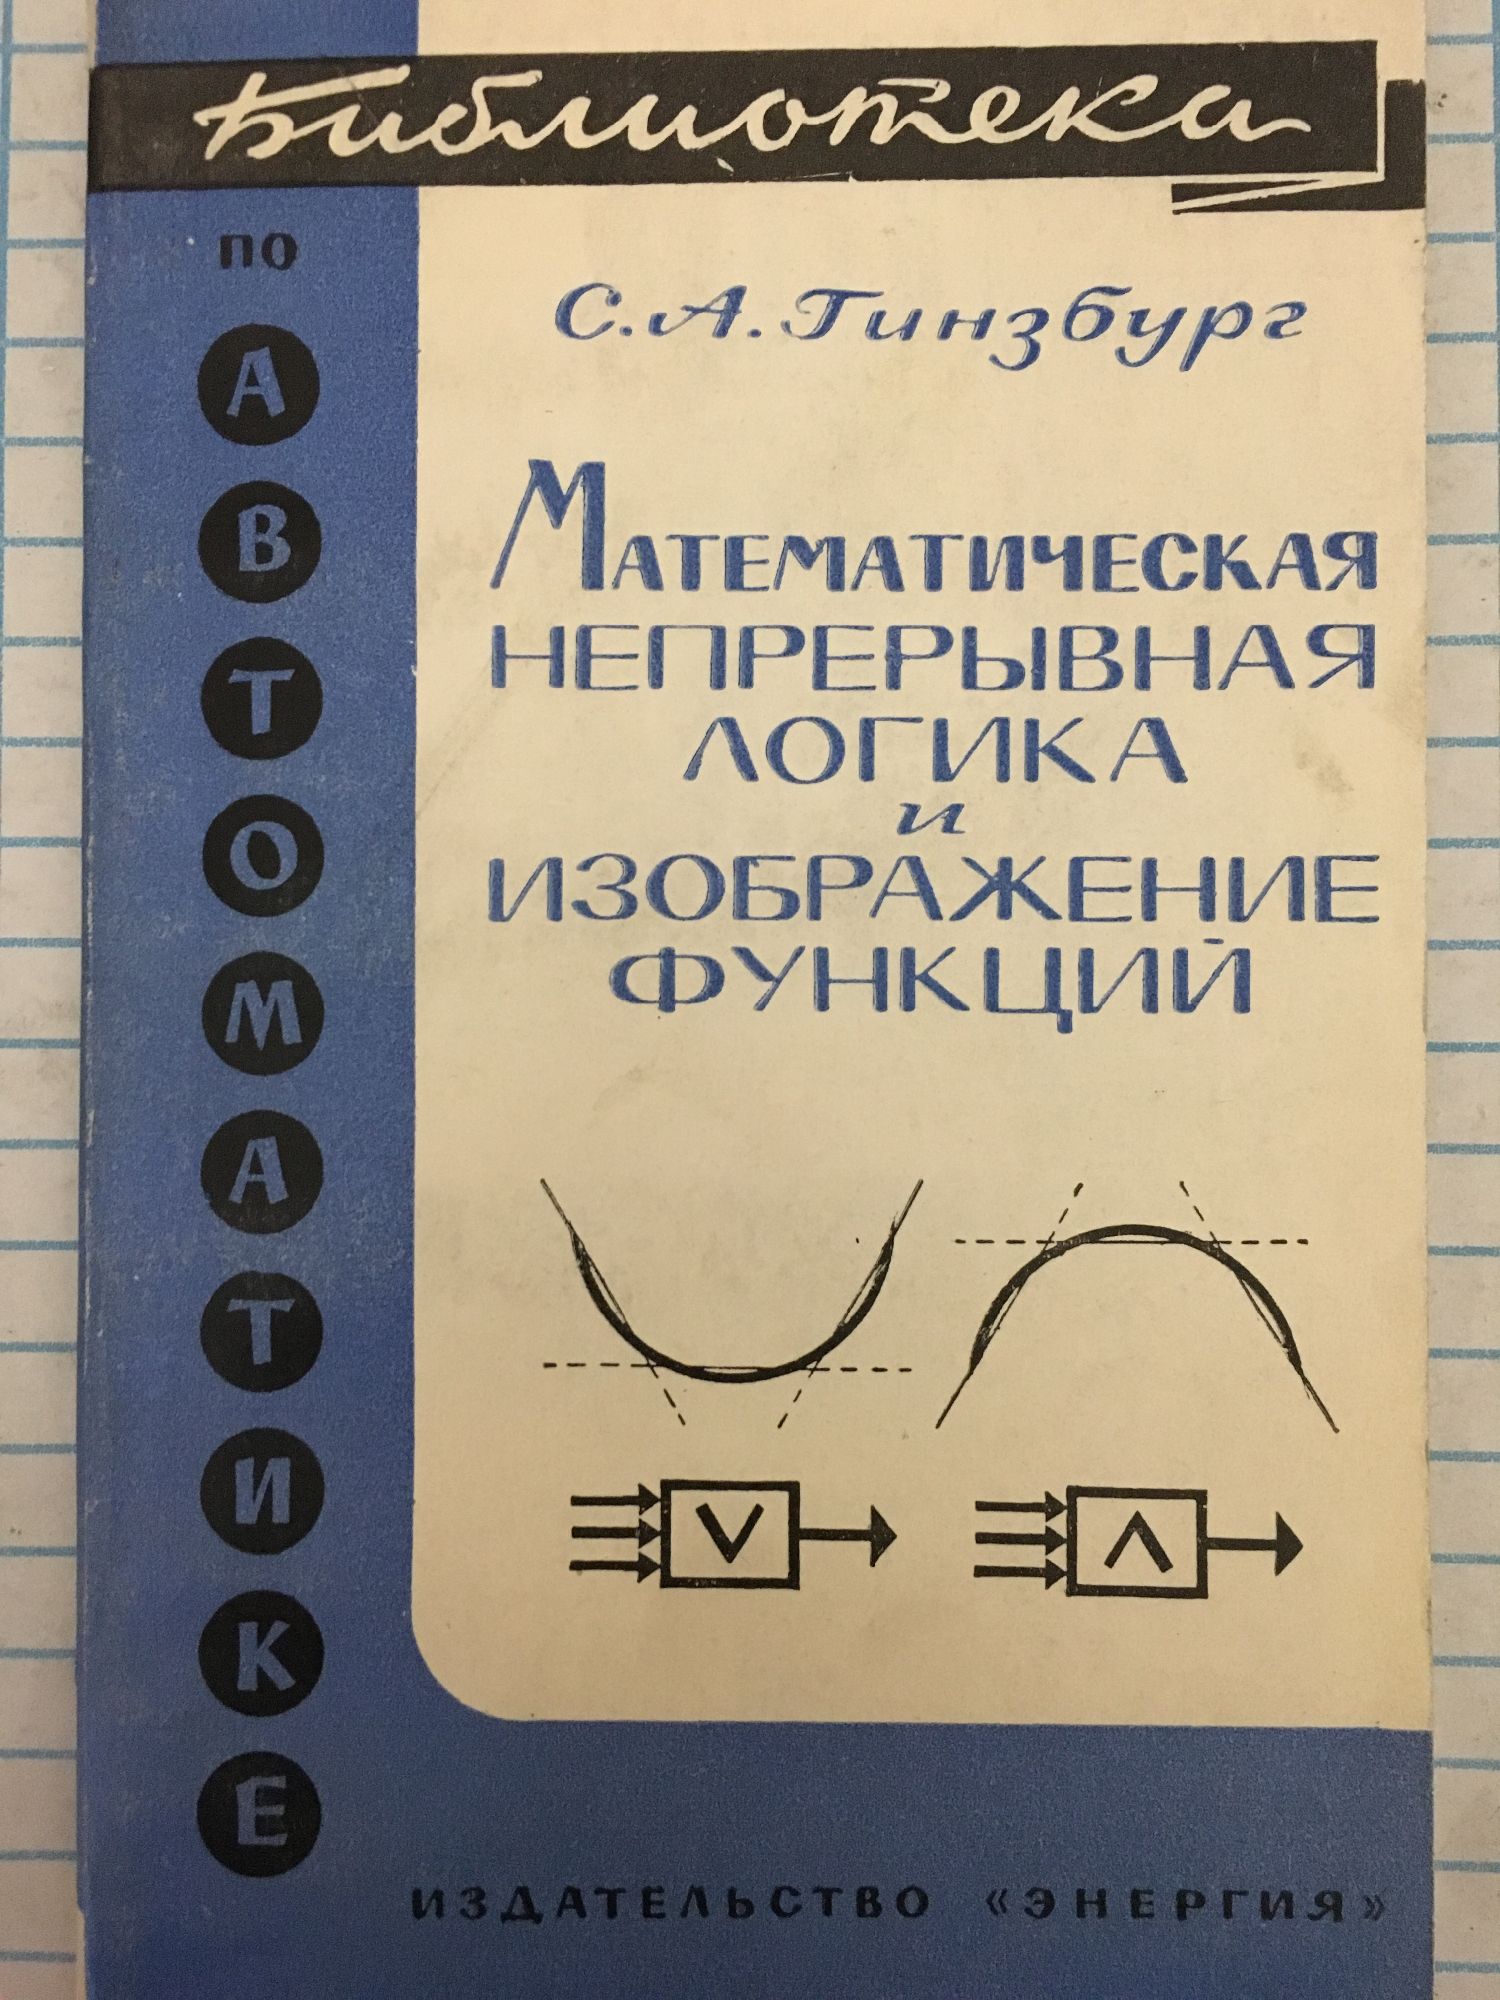 Библиотека
по
АВТОМАТИКЕ
С. А. Гинзбург
МАТЕМАТИЧЕСКАЯ
НЕПРЕРЫВНАЯ
ЛОГИКА
и
ИЗОБРАЖЕНИЕ
ФУНКЦИЙ
∨
∧
ИЗДАТЕЛЬСТВО «ЭНЕРГИЯ»